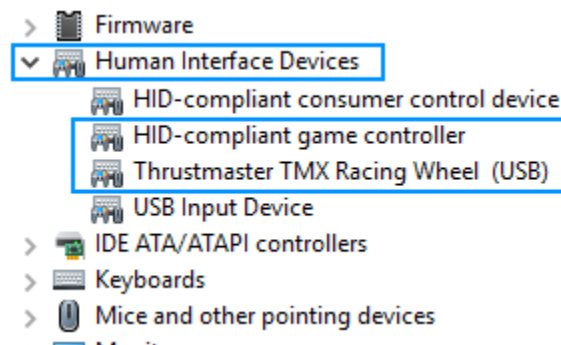 Firmware
Human Interface Devices
HID-compliant consumer control device
HID-compliant game controller
Thrustmaster TMX Racing Wheel (USB)
USB Input Device
IDE ATA/ATAPI controllers
Keyboards
Mice and other pointing devices